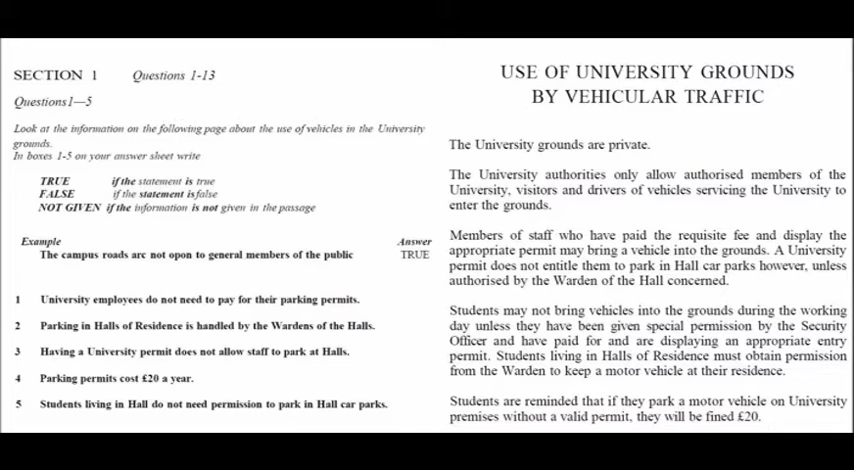 SECTION 1 Questions 1-13
Questions1—5
Look at the information on the following page about the use of vehicles in the University
grounds.
In boxes 1-5 on your answer sheet write
TRUE if the statement is true
FALSE if the statement isfalse
NOT GIVEN if the information is not given in the passage
Example Answer
The campus roads arc not opon to general members of the public TRUE
1 University employees do not need to pay for their parking permits.
2 Parking in Halls of Residence is handled by the Wardens of the Halls.
3 Having a University permit does not allow staff to park at Halls.
4 Parking permits cost £20 a year.
5 Students living in Hall do not need permission to park in Hall car parks.
USE OF UNIVERSITY GROUNDS
BY VEHICULAR TRAFFIC
The University grounds are private.
The University authorities only allow authorised members of the
University, visitors and drivers of vehicles servicing the University to
enter the grounds.
Members of staff who have paid the requisite fee and display the
appropriate permit may bring a vehicle into the grounds. A University
permit does not entitle them to park in Hall car parks however, unless
authorised by the Warden of the Hall concerned.
Students may not bring vehicles into the grounds during the working
day unless they have been given special permission by the Security
Officer and have paid for and are displaying an appropriate entry
permit. Students living in Halls of Residence must obtain permission
from the Warden to keep a motor vehicle at their residence.
Students are reminded that if they park a motor vehicle on University
premises without a valid permit, they will be fined £20.